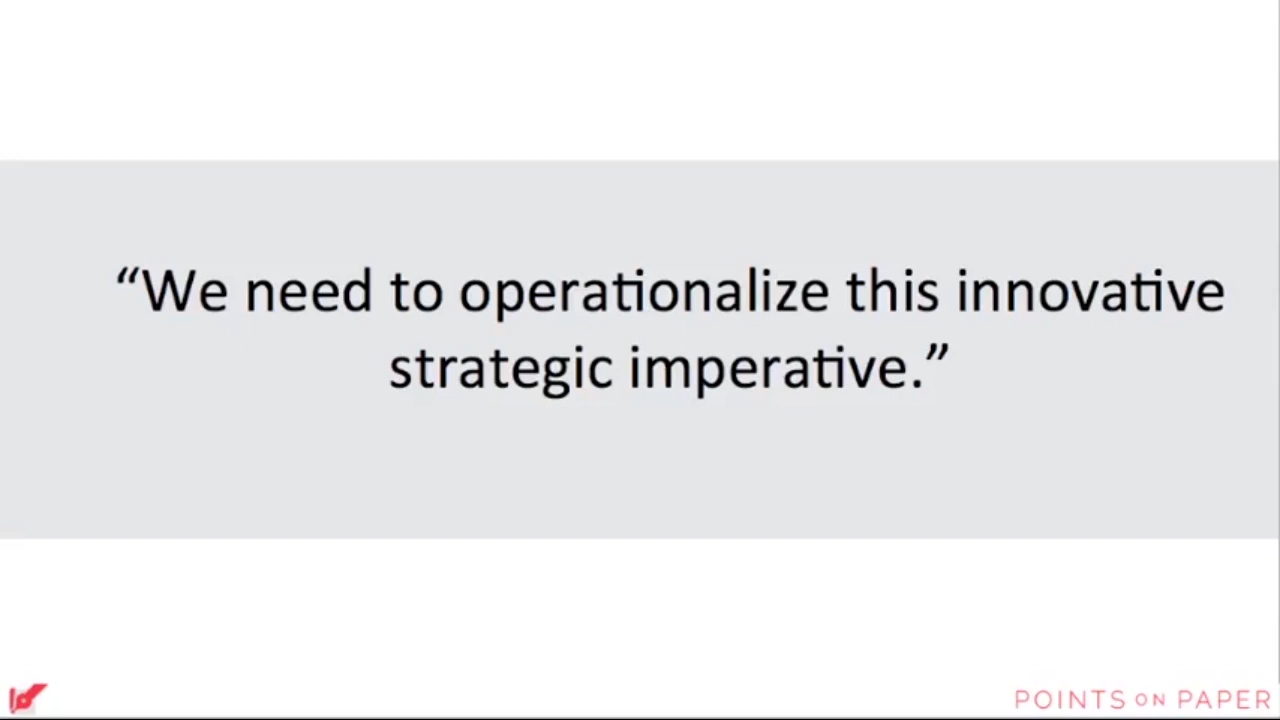 “We need to operationalize this innovative
strategic imperative.”
POINTS ON PAPER